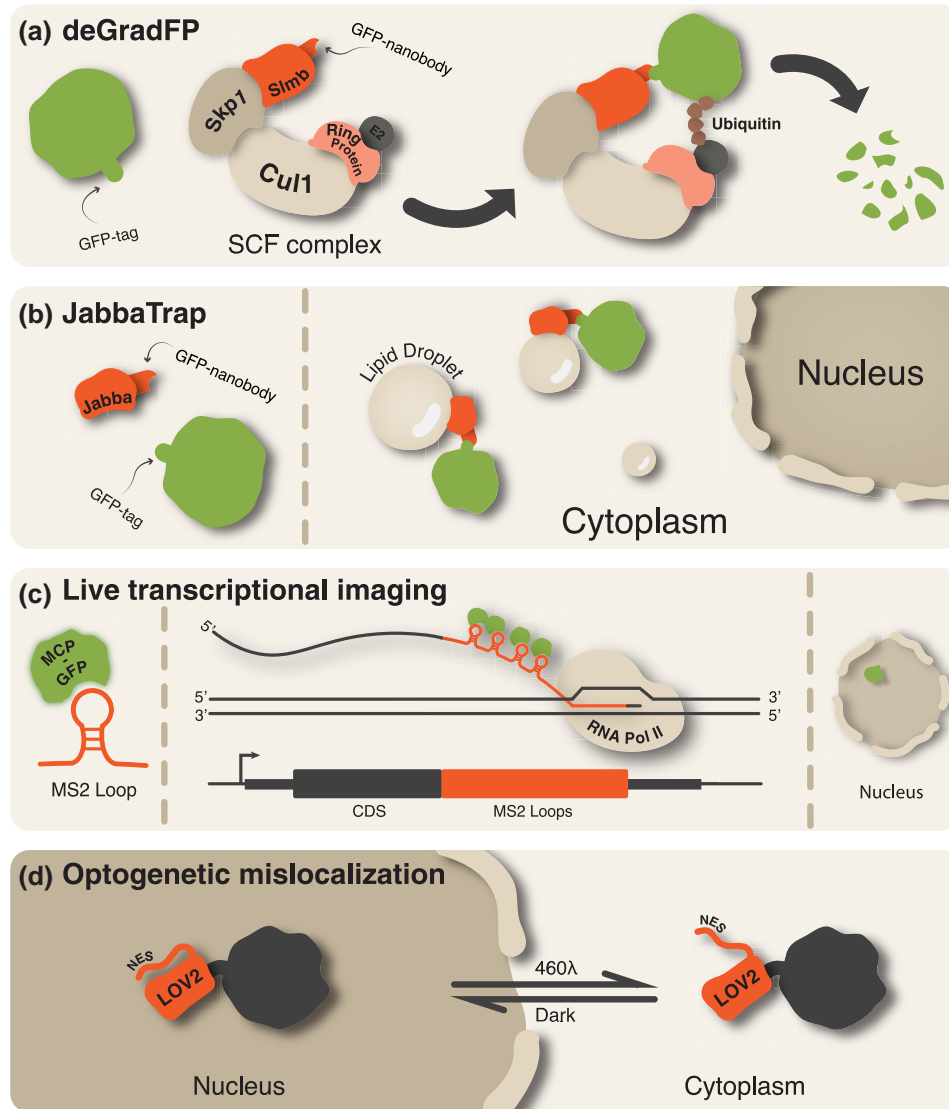 (a) deGradFP
GFP-nanobody
Slmb
Skp1
Ring
Protein
E2
Cul1
GFP-tag
SCF complex
Ubiquitin
(b) JabbaTrap
GFP-nanobody
Jabba
GFP-tag
Lipid Droplet
Nucleus
Cytoplasm
(c) Live transcriptional imaging
MCP
-
GFP
MS2 Loop
5'
5'
3'
3'
5'
RNA Pol II
CDS
MS2 Loops
Nucleus
(d) Optogenetic mislocalization
NES
LOV2
460λ
Dark
NES
LOV2
Nucleus
Cytoplasm